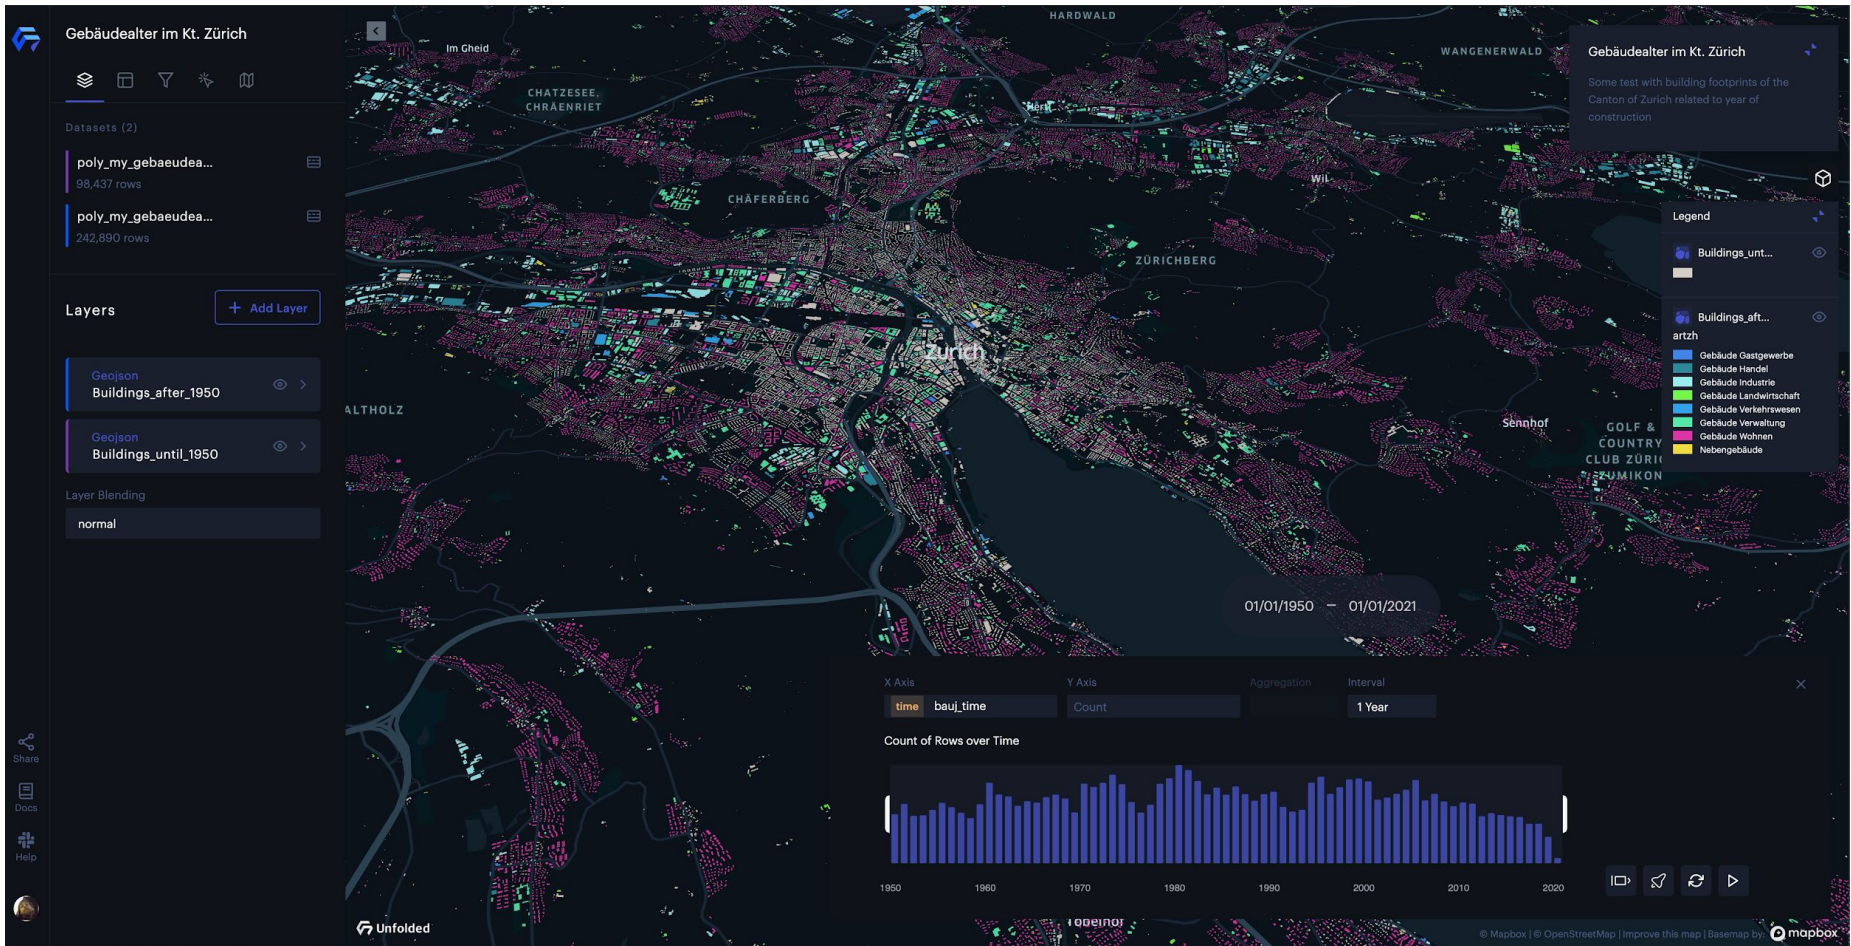 Gebäudealter im Kt. Zürich
Datasets (2)
poly_my_gebaeudea...
98,437 rows
poly_my_gebaeudea...
242,890 rows
Layers
+ Add Layer
Geojson
Buildings_after_1950
Geojson
Buildings_until_1950
Layer Blending
normal
Share
Docs
Help
HARDWALD
Im Gheid
WANGENERWALD
CHATZESEE,
CHRÄENRIET
Wil
CHÄFERBERG
ZÜRICHBERG
Zürich
ALTHOLZ
Sennhof
GOLF &
COUNTRY
CLUB ZÜRI
ZUMIKON
Gebäudealter im Kt. Zürich
Some test with building footprints of the
Canton of Zurich related to year of
construction
Legend
Buildings_unt...
Buildings_aft...
artzh
Gebäude Gastgewerbe
Gebäude Handel
Gebäude Industrie
Gebäude Landwirtschaft
Gebäude Verkehrswesen
Gebäude Verwaltung
Gebäude Wohnen
Nebengebäude
01/01/1950 – 01/01/2021
X Axis Y Axis Aggregation Interval
time bauj_time Count 1 Year
Count of Rows over Time
1950 1960 1970 1980 1990 2000 2010 2020
Unfolded
© Mapbox | © OpenStreetMap | Improve this map | Basemap by:
mapbox